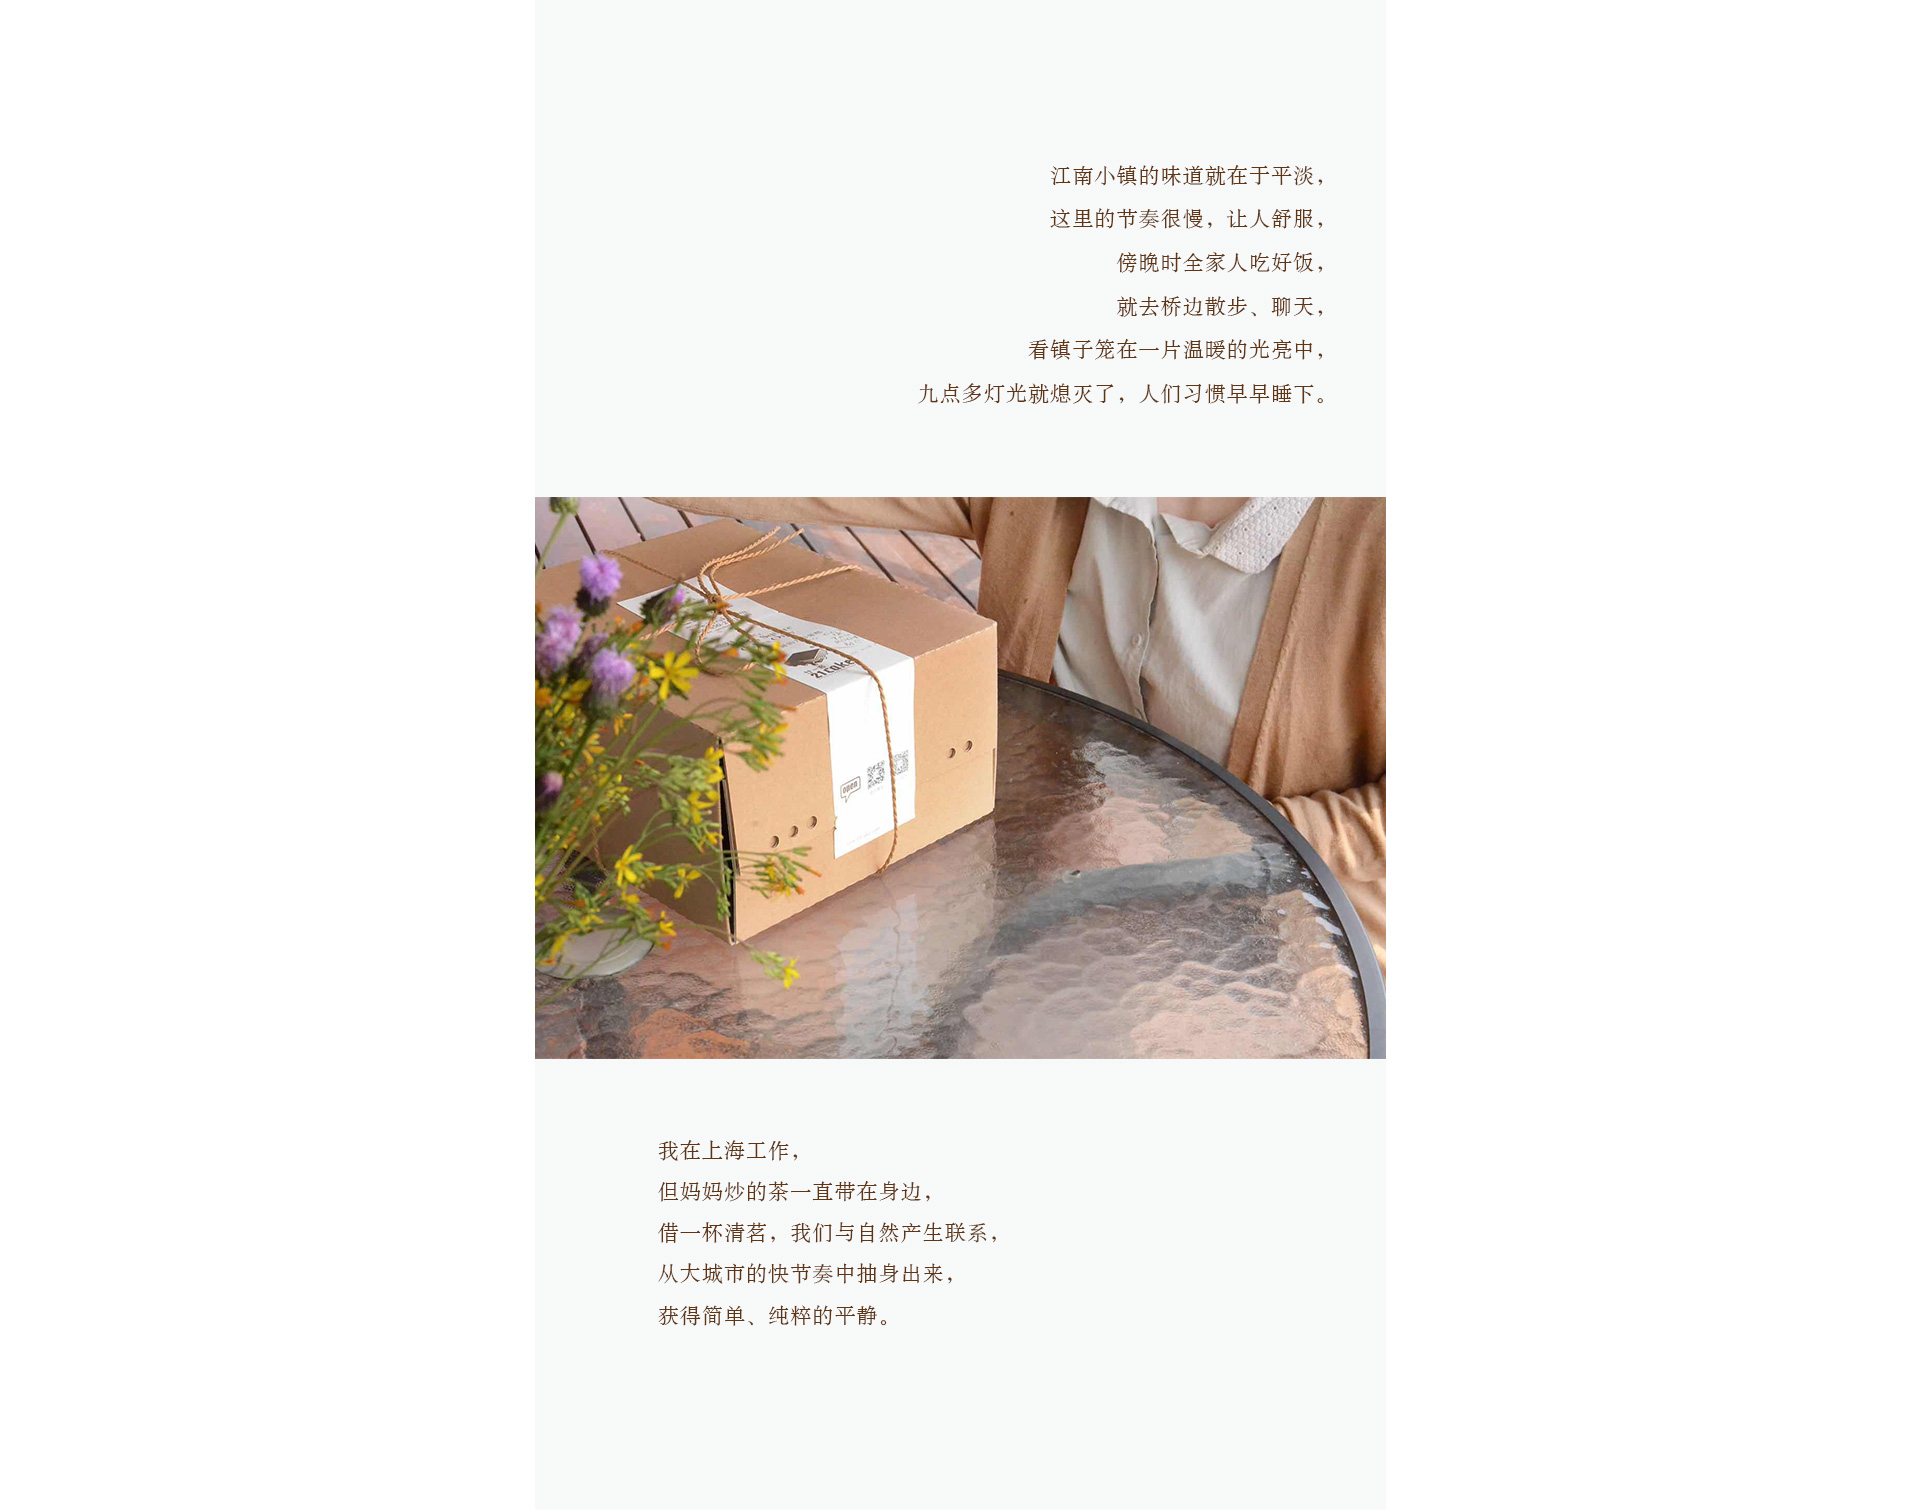 江南小镇的味道就在于平淡，
这里的节奏很慢，让人舒服，
傍晚时全家人吃好饭，
就去桥边散步、聊天，
看镇子笼在一片温暖的光亮中，
九点多灯光就熄灭了，人们习惯早早睡下。
21cake
open
我在上海工作，
但妈妈炒的茶一直带在身边，
借一杯清茗，我们与自然产生联系，
从大城市的快节奏中抽身出来，
获得简单、纯粹的平静。